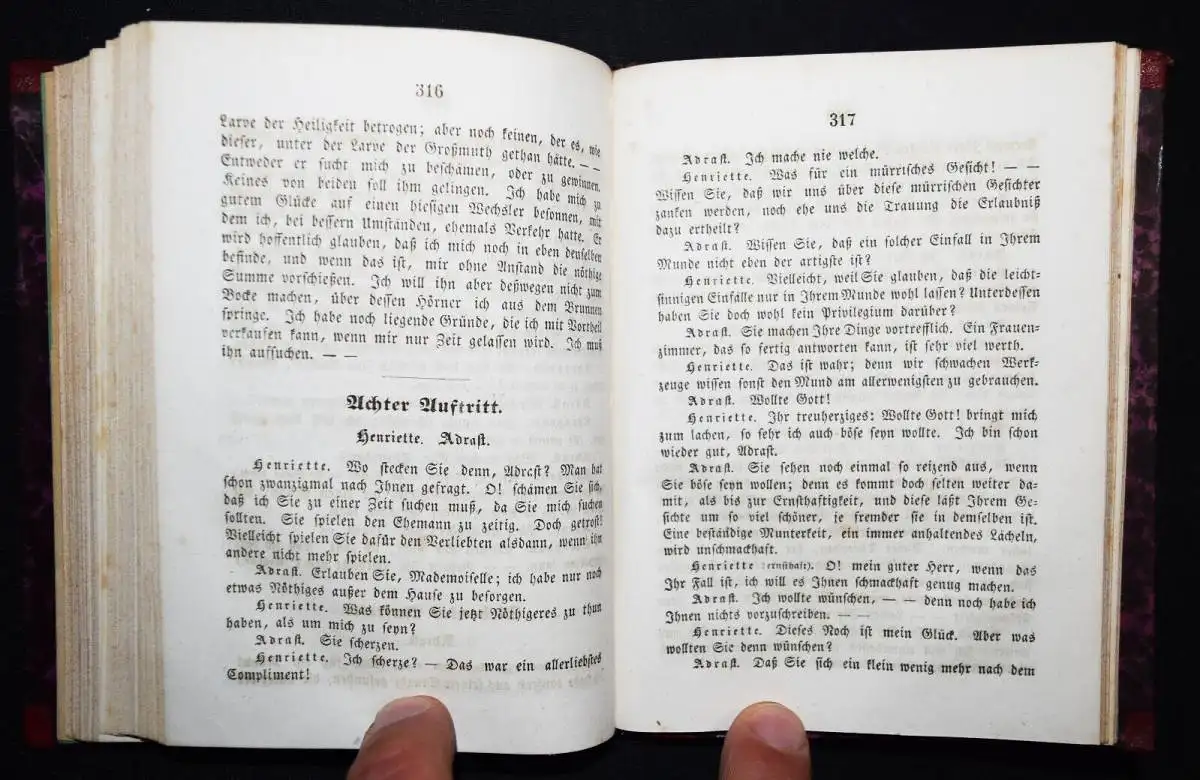 316
Larve der Heiligkeit betrogen; aber noch keinen, der es, wie
dieser, unter der Larve der Großmuth gethan hätte. —
Entweder er sucht mich zu beschämen, oder zu gewinnen.
Keines von beiden soll ihm gelingen. Ich habe mich zu
gutem Glücke auf einen hiesigen Wechsler besonnen, mit
dem ich, bei bessern Umständen, ehemals Verkehr hatte. Er
wird hoffentlich glauben, daß ich mich noch in eben denselben
befinde, und wenn das ist, mir ohne Anstand die nöthige
Summe vorschießen. Ich will ihn aber deßwegen nicht zum
Bocke machen, über dessen Hörner ich aus dem Brunnen
springe. Ich habe noch liegende Gründe, die ich mit Vortheil
verkaufen kann, wenn mir nur Zeit gelassen wird. Ich muß
ihn aufsuchen. — —
Achter Auftritt.
Henriette. Adrast.
Henriette. Wo stecken Sie denn, Adrast? Man hat
schon zwanzigmal nach Ihnen gefragt. O! schämen Sie sich,
daß ich Sie zu einer Zeit suchen muß, da Sie mich suchen
sollten. Sie spielen den Ehemann zu zeitig. Doch getrost!
Vielleicht spielen Sie dafür den Verliebten alsdann, wenn ihn
andere nicht mehr spielen.
Adrast. Erlauben Sie, Mademoiselle; ich habe nur noch
etwas Nöthiges außer dem Hause zu besorgen.
Henriette. Was können Sie jetzt Nöthigeres zu thun
haben, als um mich zu seyn?
Adrast. Sie scherzen.
Henriette. Ich scherze? — Das war ein allerliebstes
Compliment!
317
Adrast. Ich mache nie welche.
Henriette. Was für ein mürrisches Gesicht! — —
Wissen Sie, daß wir uns über diese mürrischen Gesichter
zanken werden, noch ehe uns die Trauung die Erlaubniß
dazu ertheilt?
Adrast. Wissen Sie, daß ein solcher Einfall in Ihrem
Munde nicht eben der artigste ist?
Henriette. Vielleicht, weil Sie glauben, daß die leicht-
sinnigen Einfälle nur in Ihrem Munde wohl lassen? Unterdessen
haben Sie doch wohl kein Privilegium darüber?
Adrast. Sie machen Ihre Dinge vortrefflich. Ein Frauen-
zimmer, das so fertig antworten kann, ist sehr viel werth.
Henriette. Das ist wahr; denn wir schwachen Werk-
zeuge wissen sonst den Mund am allerwenigsten zu gebrauchen.
Adrast. Wollte Gott!
Henriette. Ihr treuherziges: Wollte Gott! bringt mich
zum lachen, so sehr ich auch böse seyn wollte. Ich bin schon
wieder gut, Adrast.
Adrast. Sie sehen noch einmal so reizend aus, wenn
Sie böse seyn wollen; denn es kommt doch selten weiter da-
mit, als bis zur Ernsthaftigkeit, und diese läßt Ihrem Ge-
sichte um so viel schöner, je fremder sie in demselben ist.
Eine beständige Munterkeit, ein immer anhaltendes Lächeln,
wird unschmackhaft.
Henriette (ernsthaft). O! mein guter Herr, wenn das
Ihr Fall ist, ich will es Ihnen schmackhaft genug machen.
Adrast. Ich wollte wünschen, — — denn noch habe ich
Ihnen nichts vorzuschreiben. — —
Henriette. Dieses Noch ist mein Glück. Aber was
wollten Sie denn wünschen?
Adrast. Daß Sie sich ein klein wenig mehr nach dem